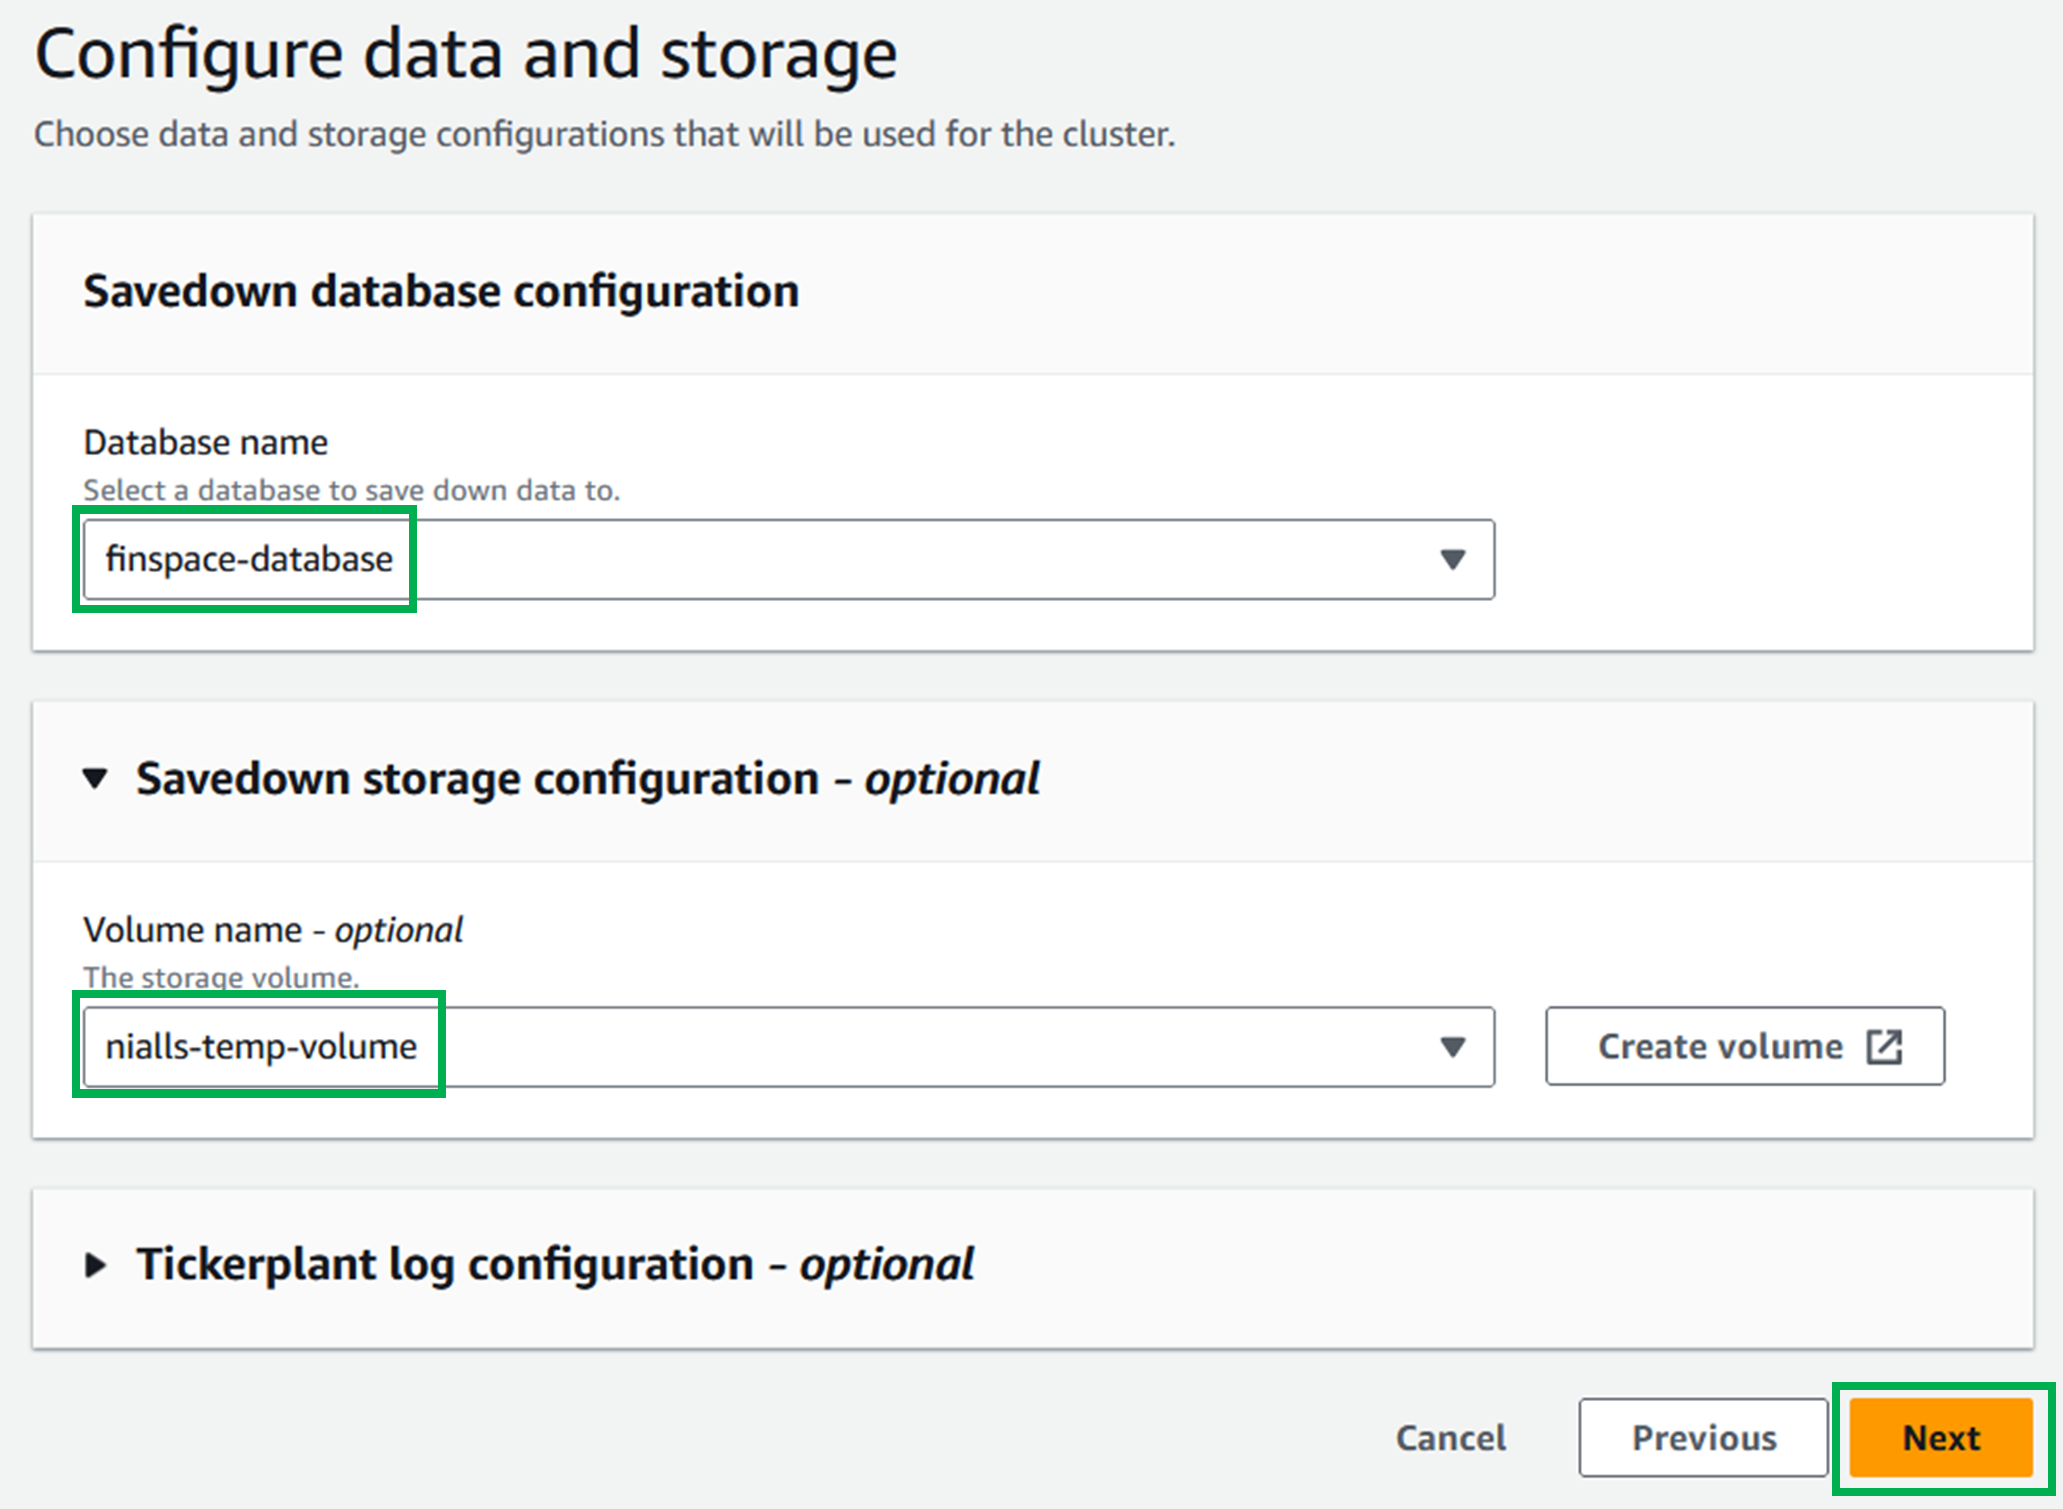 Configure data and storage
Choose data and storage configurations that will be used for the cluster.
Savedown database configuration
Database name
Select a database to save down data to.
finspace-database
Savedown storage configuration - optional
Volume name - optional
The storage volume.
nialls-temp-volume
Create volume
Tickerplant log configuration - optional
Cancel Previous Next